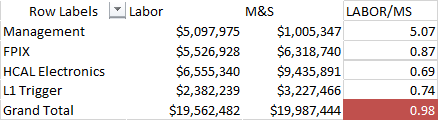 Row Labels Labor M&S LABOR/MS
Management $5,097,975 $1,005,347 5.07
FPIX $5,526,928 $6,318,740 0.87
HCAL Electronics $6,555,340 $9,435,891 0.69
L1 Trigger $2,382,239 $3,227,466 0.74
Grand Total $19,562,482 $19,987,444 0.98